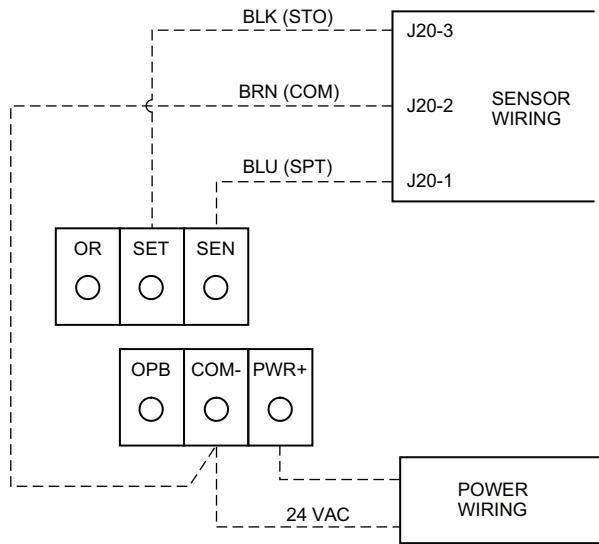 BLK (STO)
J20-3
BRN (COM)
J20-2
SENSOR
WIRING
BLU (SPT)
J20-1
OR
SET
SEN
OPB
COM-
PWR+
POWER
WIRING
24 VAC